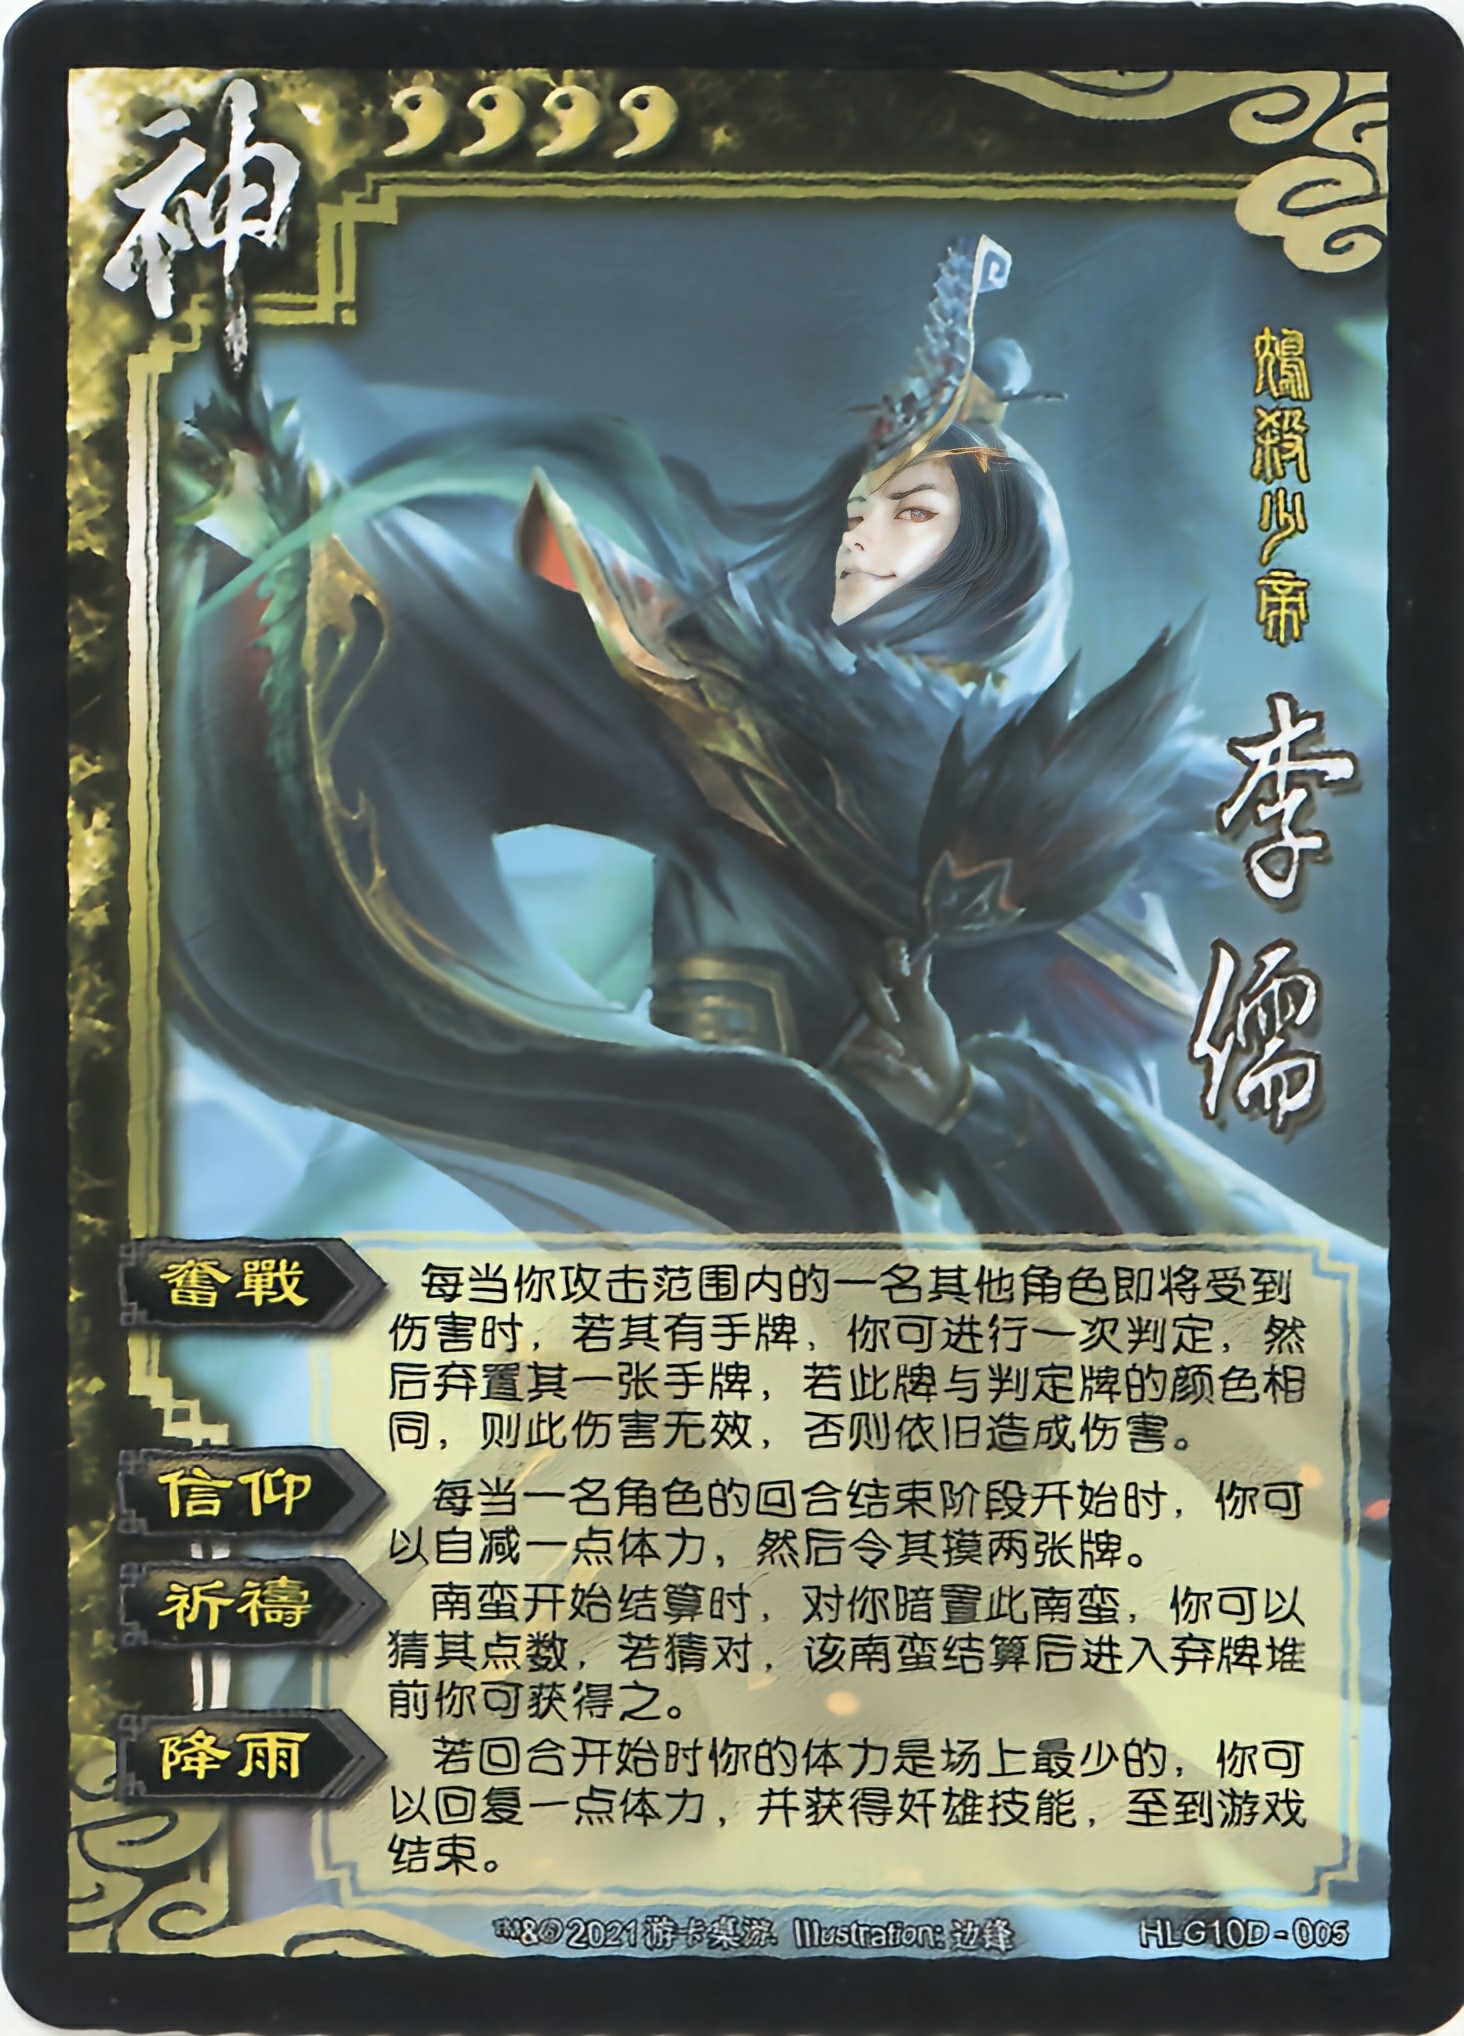 神
鴆殺少帝
李儒
奮戰
每当你攻击范围内的一名其他角色即将受到
伤害时，若其有手牌，你可进行一次判定，然
后弃置其一张手牌，若此牌与判定牌的颜色相
同，则此伤害无效，否则依旧造成伤害。
信仰
每当一名角色的回合结束阶段开始时，你可
以自减一点体力，然后令其摸两张牌。
祈禱
南蛮开始结算时，对你暗置此南蛮，你可以
猜其点数，若猜对，该南蛮结算后进入弃牌堆
前你可获得之。
降雨
若回合开始时你的体力是场上最少的，你可
以回复一点体力，并获得奸雄技能，至到游戏
结束。
™&©2021游卡桌游. Illustration: 边锋
HLG10D-005